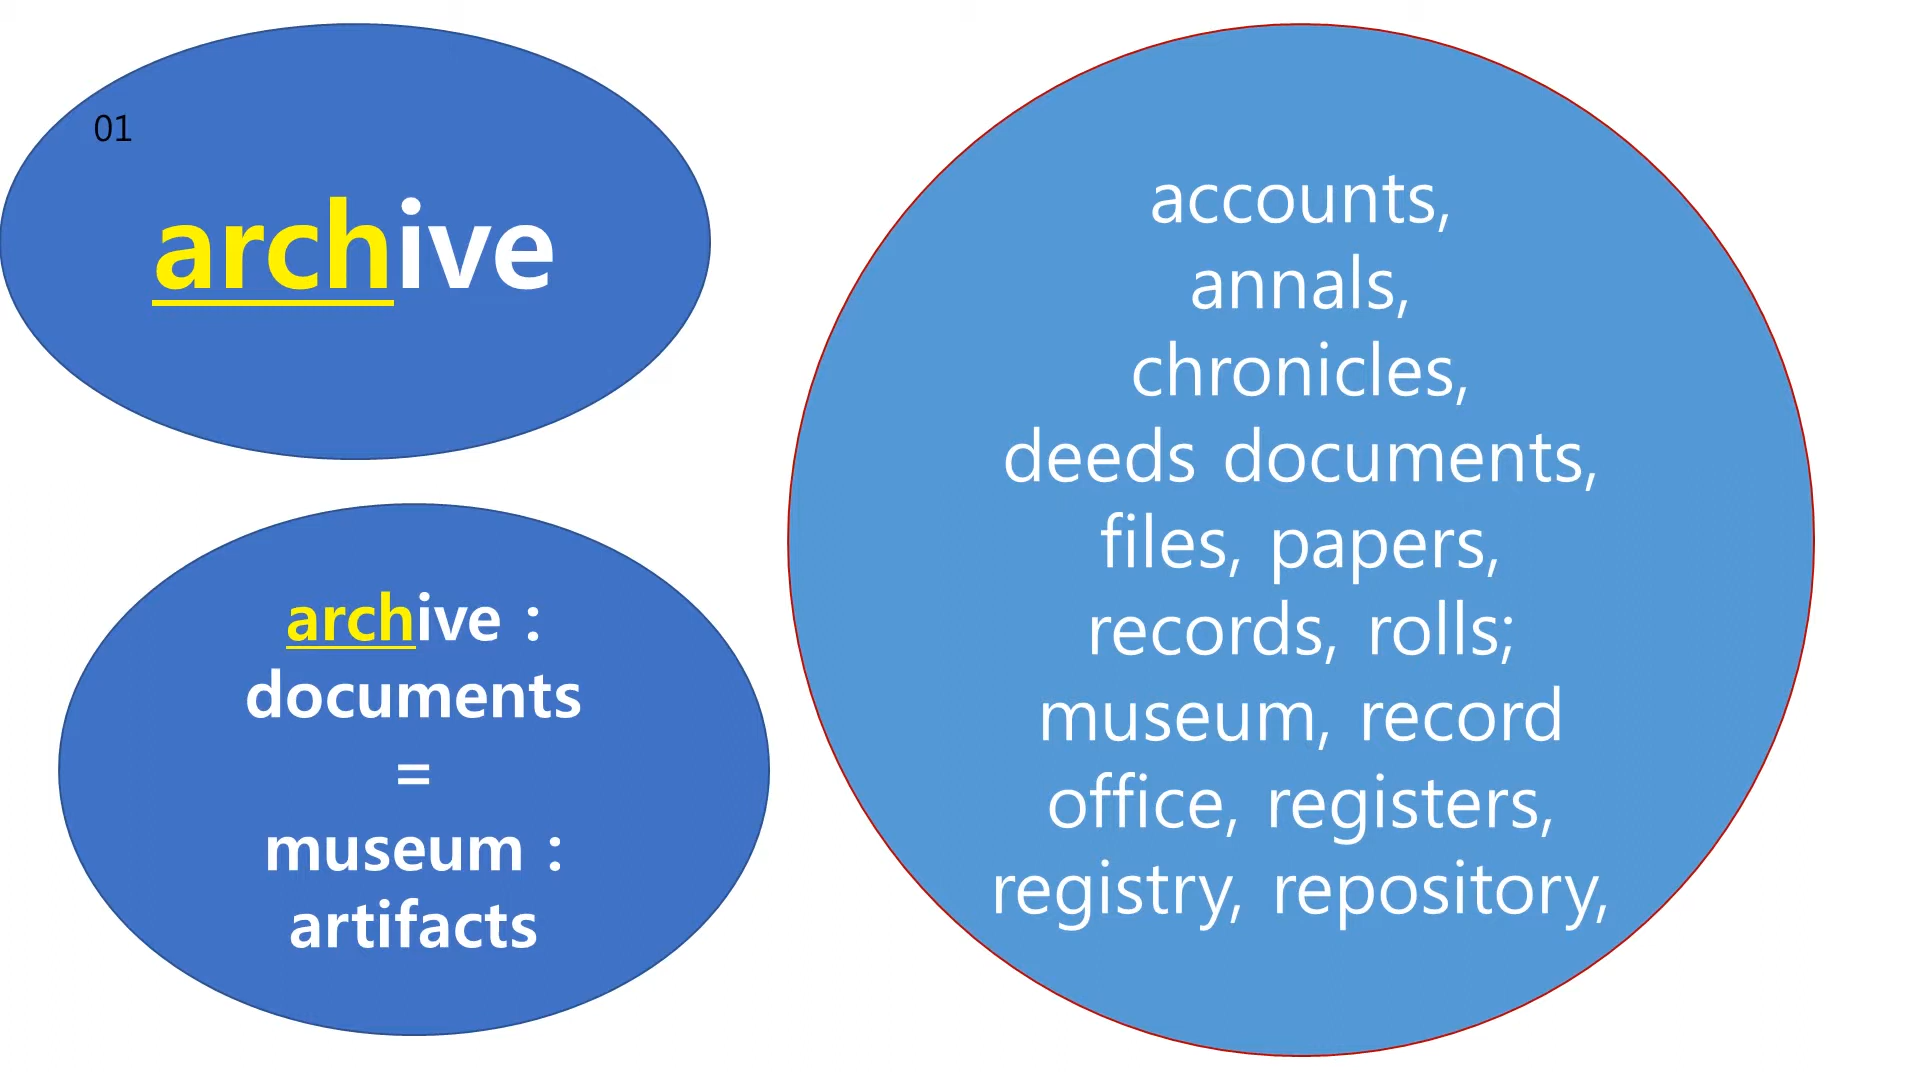 01
archive
archive :
documents
=
museum :
artifacts
accounts,
annals,
chronicles,
deeds documents,
files, papers,
records, rolls;
museum, record
office, registers,
registry, repository,